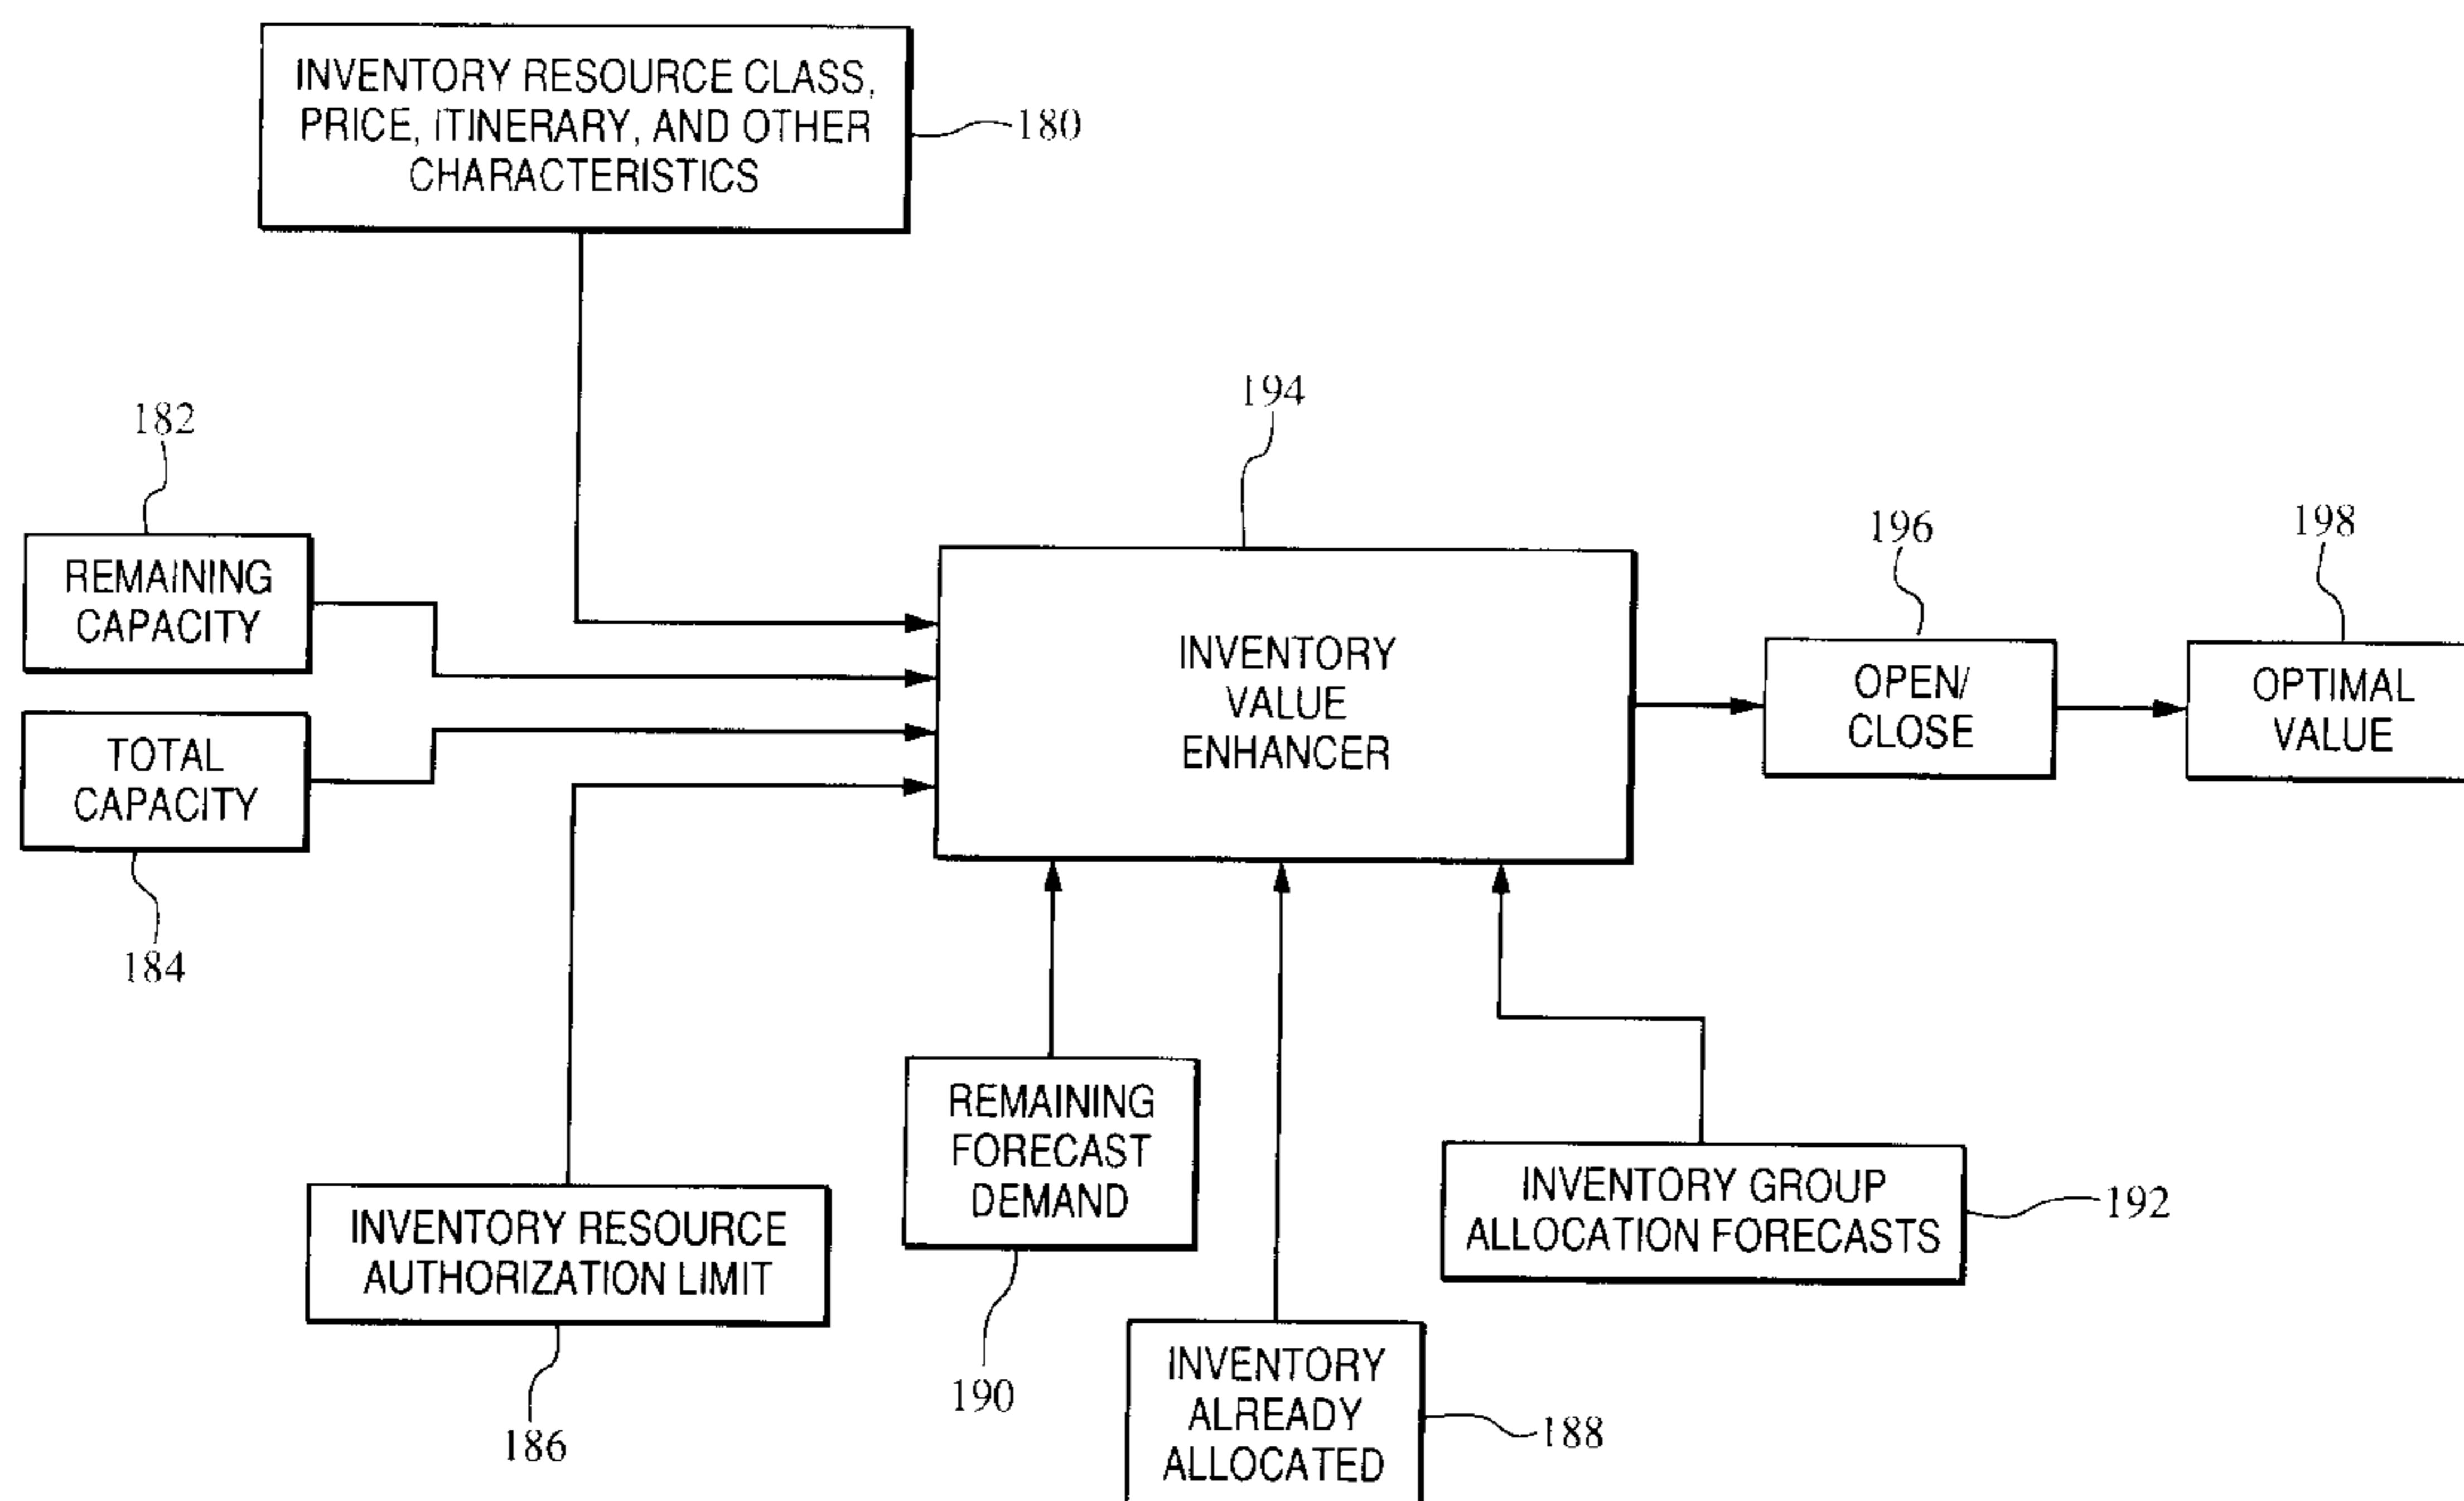 INVENTORY RESOURCE CLASS,
PRICE, ITINERARY, AND OTHER
CHARACTERISTICS
180
182
REMAINING
CAPACITY
TOTAL
CAPACITY
184
194
INVENTORY
VALUE
ENHANCER
196
OPEN/
CLOSE
198
OPTIMAL
VALUE
INVENTORY RESOURCE
AUTHORIZATION LIMIT
186
REMAINING
FORECAST
DEMAND
190
INVENTORY
ALREADY
ALLOCATED
188
INVENTORY GROUP
ALLOCATION FORECASTS
192